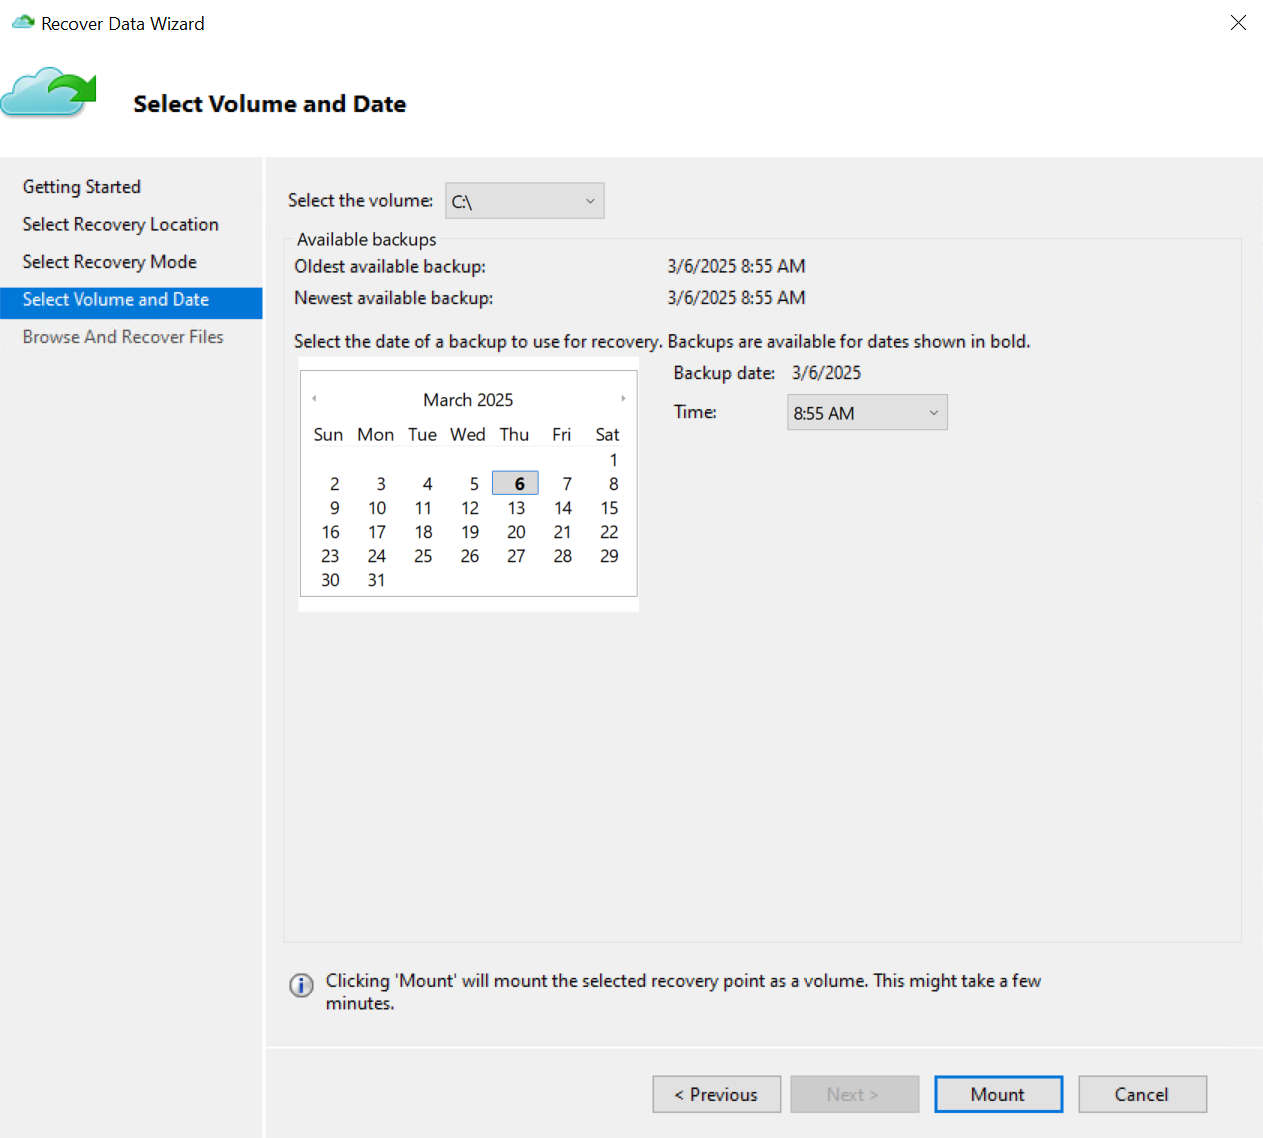 Recover Data Wizard
Select Volume and Date
Getting Started
Select Recovery Location
Select Recovery Mode
Select Volume and Date
Browse And Recover Files
Select the volume: C:\
Available backups
Oldest available backup: 3/6/2025 8:55 AM
Newest available backup: 3/6/2025 8:55 AM
Select the date of a backup to use for recovery. Backups are available for dates shown in bold.
March 2025
Sun Mon Tue Wed Thu Fri Sat
1
2 3 4 5 6 7 8
9 10 11 12 13 14 15
16 17 18 19 20 21 22
23 24 25 26 27 28 29
30 31
Backup date: 3/6/2025
Time: 8:55 AM
Clicking 'Mount' will mount the selected recovery point as a volume. This might take a few
minutes.
< Previous Next > Mount Cancel